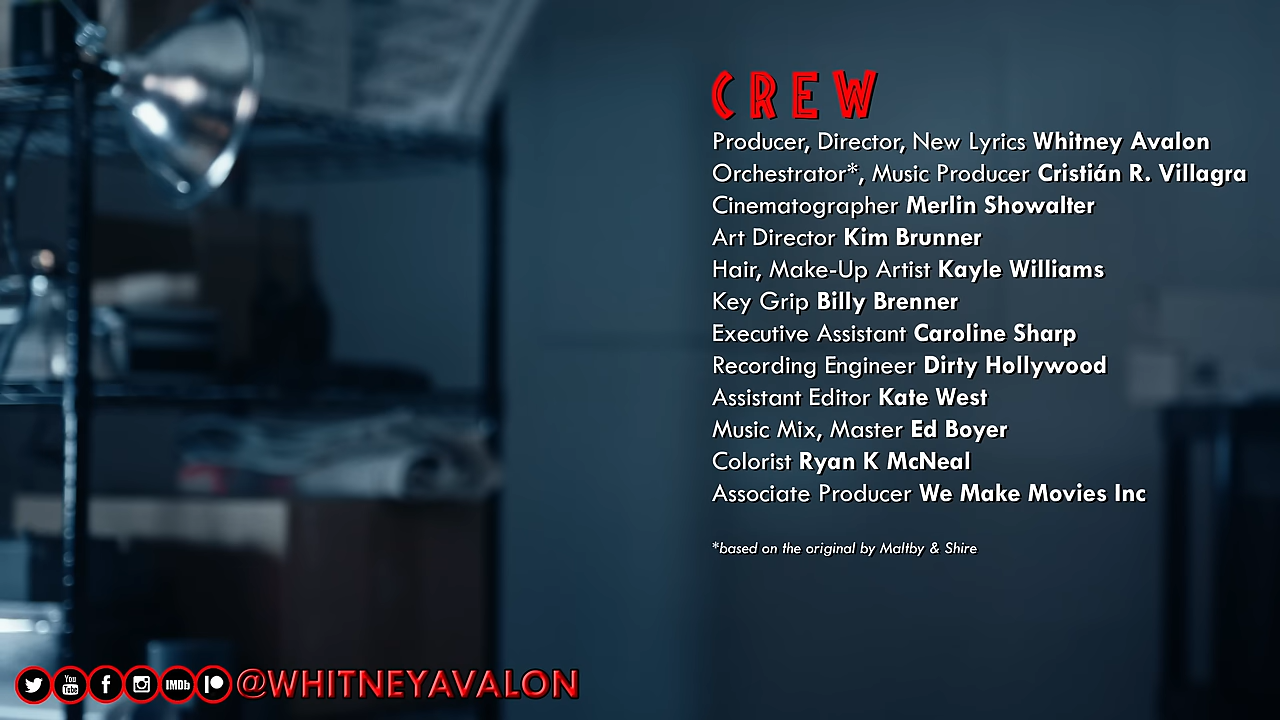 CREW
Producer, Director, New Lyrics Whitney Avalon
Orchestrator*, Music Producer Cristián R. Villagra
Cinematographer Merlin Showalter
Art Director Kim Brunner
Hair, Make-Up Artist Kayle Williams
Key Grip Billy Brenner
Executive Assistant Caroline Sharp
Recording Engineer Dirty Hollywood
Assistant Editor Kate West
Music Mix, Master Ed Boyer
Colorist Ryan K McNeal
Associate Producer We Make Movies Inc
*based on the original by Maltby & Shire
You Tube IMDb @WHITNEYAVALON